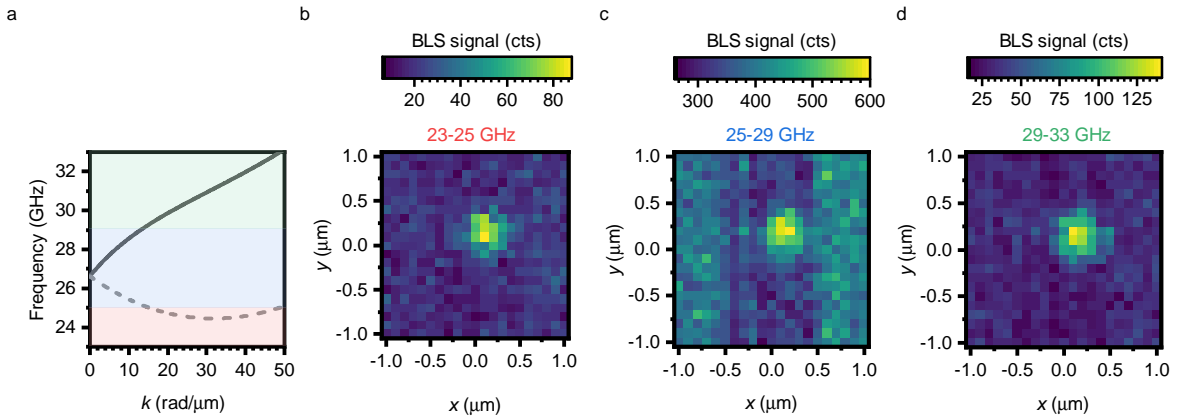 a
b
c
d
BLS signal (cts)
BLS signal (cts)
BLS signal (cts)
20 40 60 80
300 400 500 600
25 50 75 100 125
23-25 GHz
25-29 GHz
29-33 GHz
Frequency (GHz)
32
30
28
26
24
0 10 20 30 40 50
k (rad/μm)
y (μm)
1.0
0.5
0.0
-0.5
-1.0
-1.0 -0.5 0.0 0.5 1.0
x (μm)
y (μm)
1.0
0.5
0.0
-0.5
-1.0
-1.0 -0.5 0.0 0.5 1.0
x (μm)
y (μm)
1.0
0.5
0.0
-0.5
-1.0
-1.0 -0.5 0.0 0.5 1.0
x (μm)